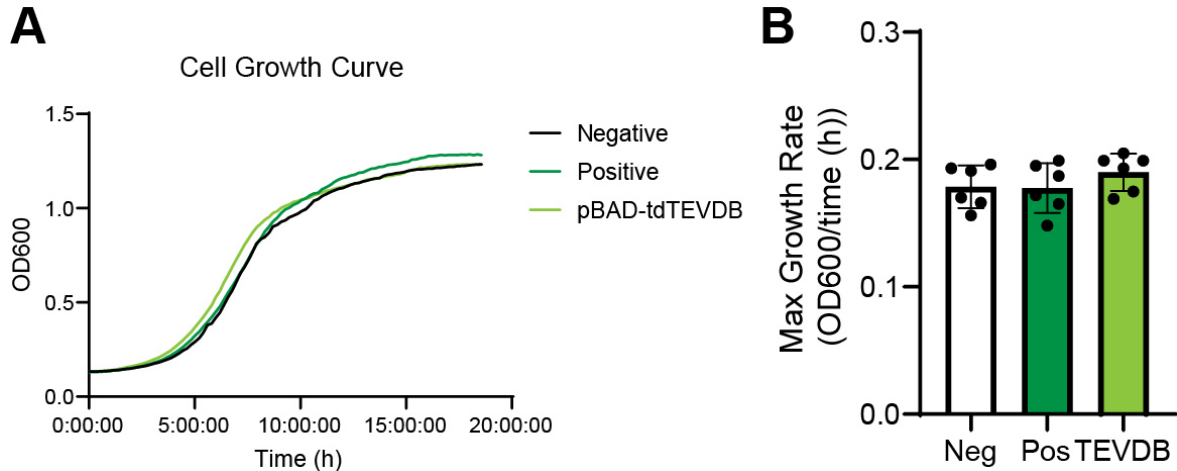 A
Cell Growth Curve
OD600
1.5
1.0
0.5
0.0
0:00:00 5:00:00 10:00:00 15:00:00 20:00:00
Time (h)
Negative
Positive
pBAD-tdTEVDB
B
Max Growth Rate
(OD600/time (h))
0.3
0.2
0.1
0.0
Neg Pos TEVDB